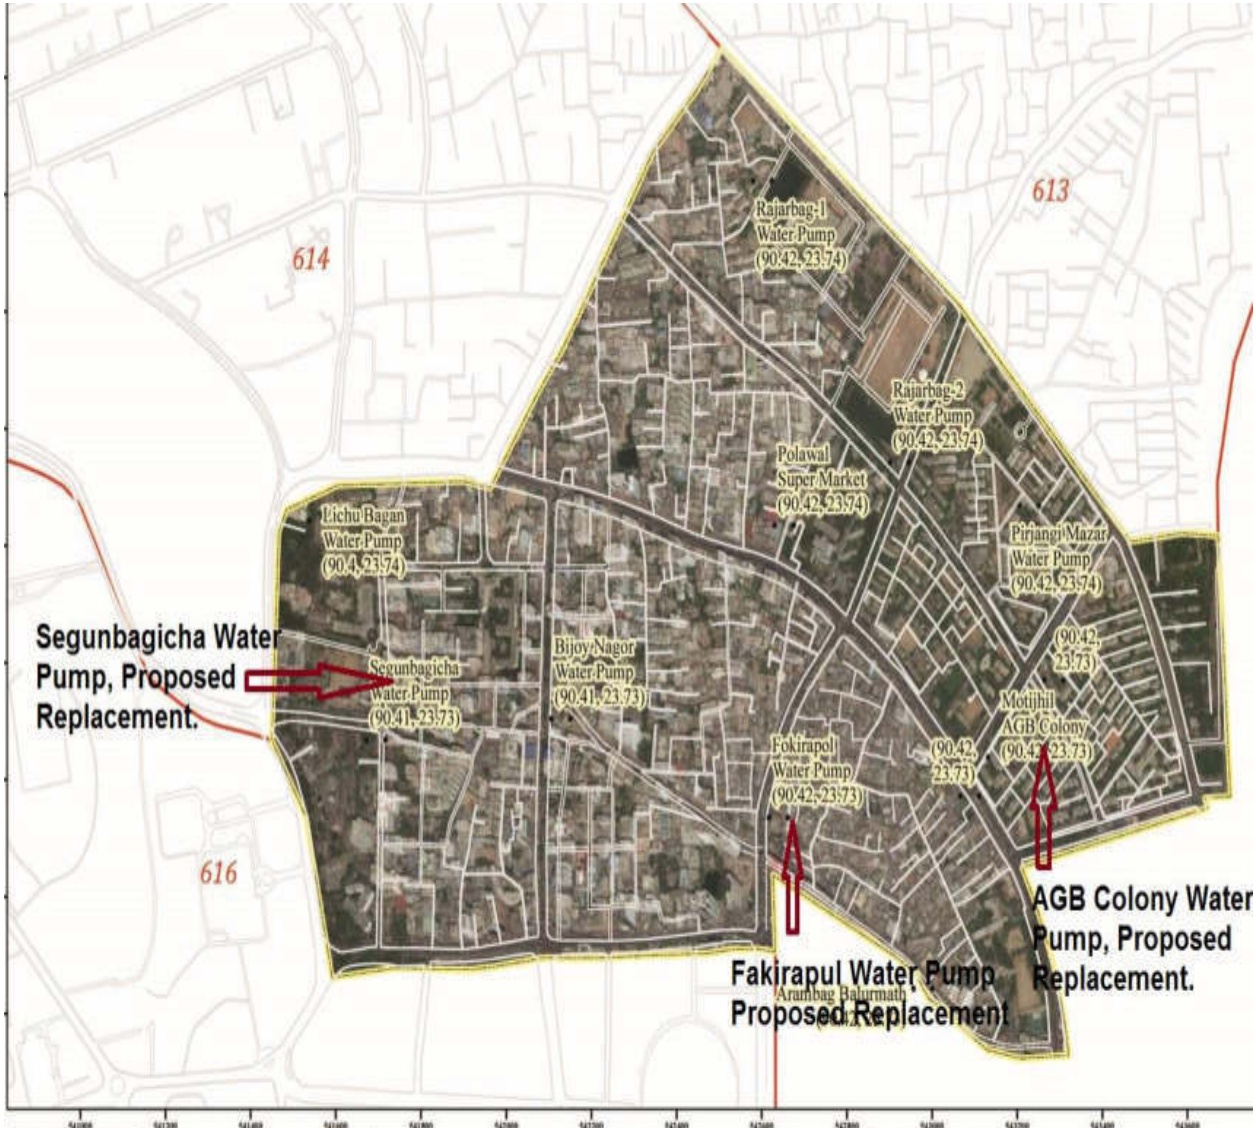 613
614
Rajarbag-1
Water Pump
(90.42, 23.74)
Rajarbag-2
Water Pump
(90.42, 23.74)
Polawal
Super Market
(90.42, 23.74)
Lichu Bagan
Water Pump
(90.4, 23.74)
Pirjangi Mazar
Water Pump
(90.42, 23.74)
Segunbagicha Water
Pump, Proposed
Replacement.
Segunbagicha
Water Pump
(90.41, 23.73)
Bijoy Nagor
Water Pump
(90.41, 23.73)
(90.42,
23.73)
Motijhil
AGB Colony
(90.42, 23.73)
Fokirapol
Water Pump
(90.42, 23.73)
(90.42,
23.73)
616
AGB Colony Water
Pump, Proposed
Replacement.
Fakirapul Water Pump
Proposed Replacement
Arambag Balurmath